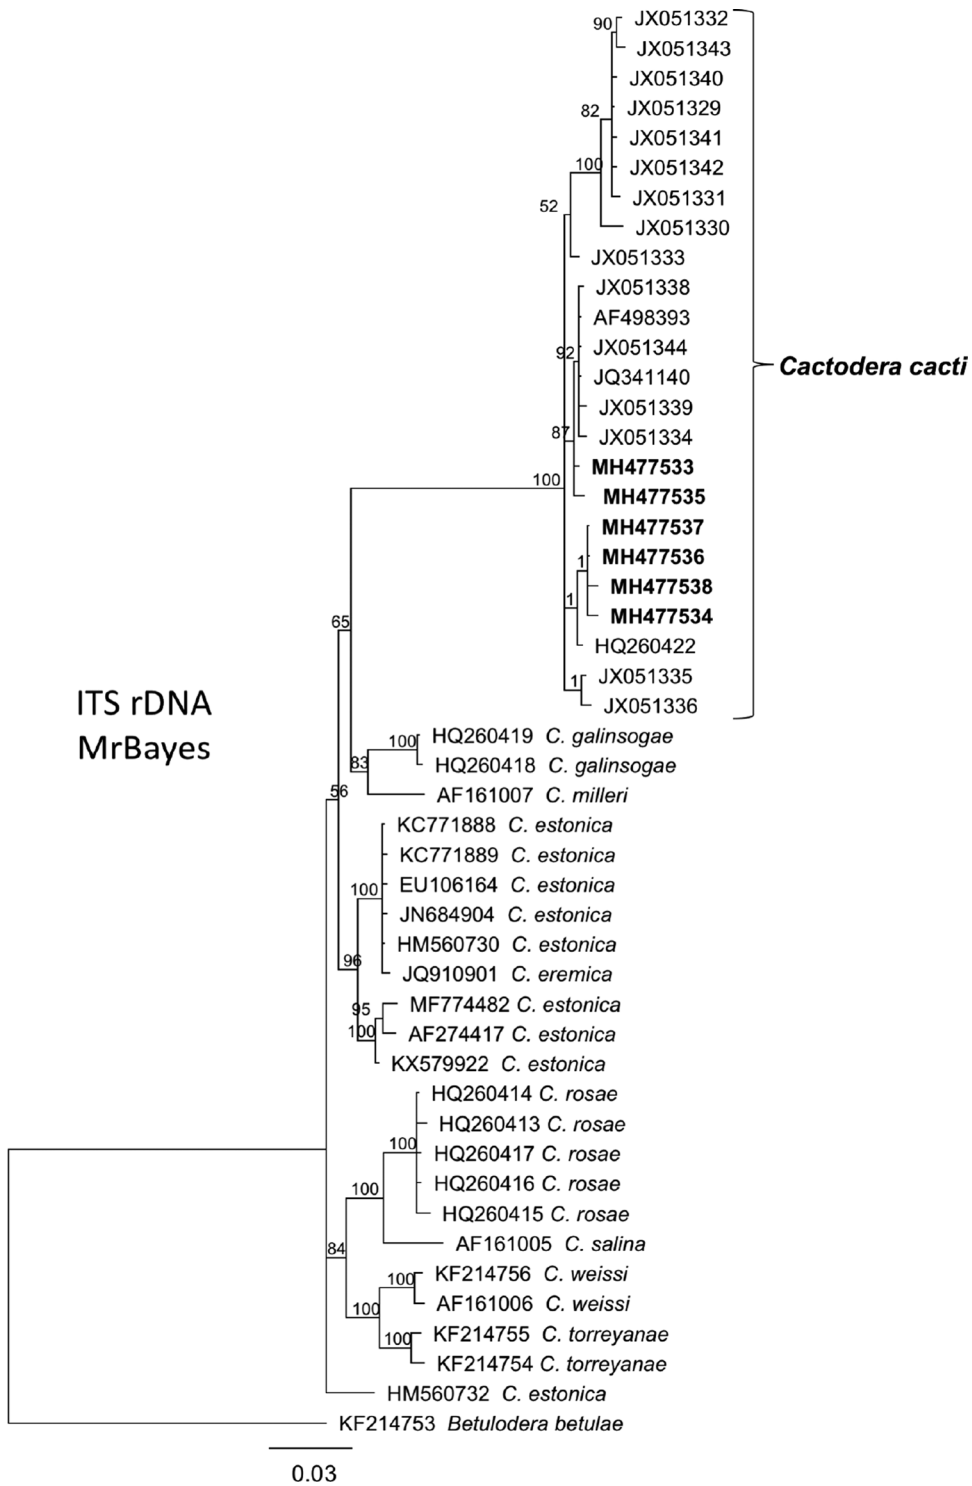 90
JX051332
JX051343
JX051340
82
JX051329
JX051341
100
JX051342
JX051331
52
JX051330
JX051333
JX051338
AF498393
92
JX051344
Cactodera cacti
JQ341140
JX051339
87
JX051334
MH477533
100
MH477535
MH477537
1
MH477536
MH477538
1
MH477534
65
HQ260422
1
JX051335
JX051336
ITS rDNA
MrBayes
100
HQ260419 C. galinsogae
83
HQ260418 C. galinsogae
56
AF161007 C. milleri
KC771888 C. estonica
KC771889 C. estonica
100
EU106164 C. estonica
JN684904 C. estonica
HM560730 C. estonica
96
JQ910901 C. eremica
95
MF774482 C. estonica
100
AF274417 C. estonica
KX579922 C. estonica
HQ260414 C. rosae
HQ260413 C. rosae
100
HQ260417 C. rosae
100
HQ260416 C. rosae
HQ260415 C. rosae
84
AF161005 C. salina
100
KF214756 C. weissi
100
AF161006 C. weissi
100
KF214755 C. torreyanae
KF214754 C. torreyanae
HM560732 C. estonica
KF214753 Betulodera betulae
0.03